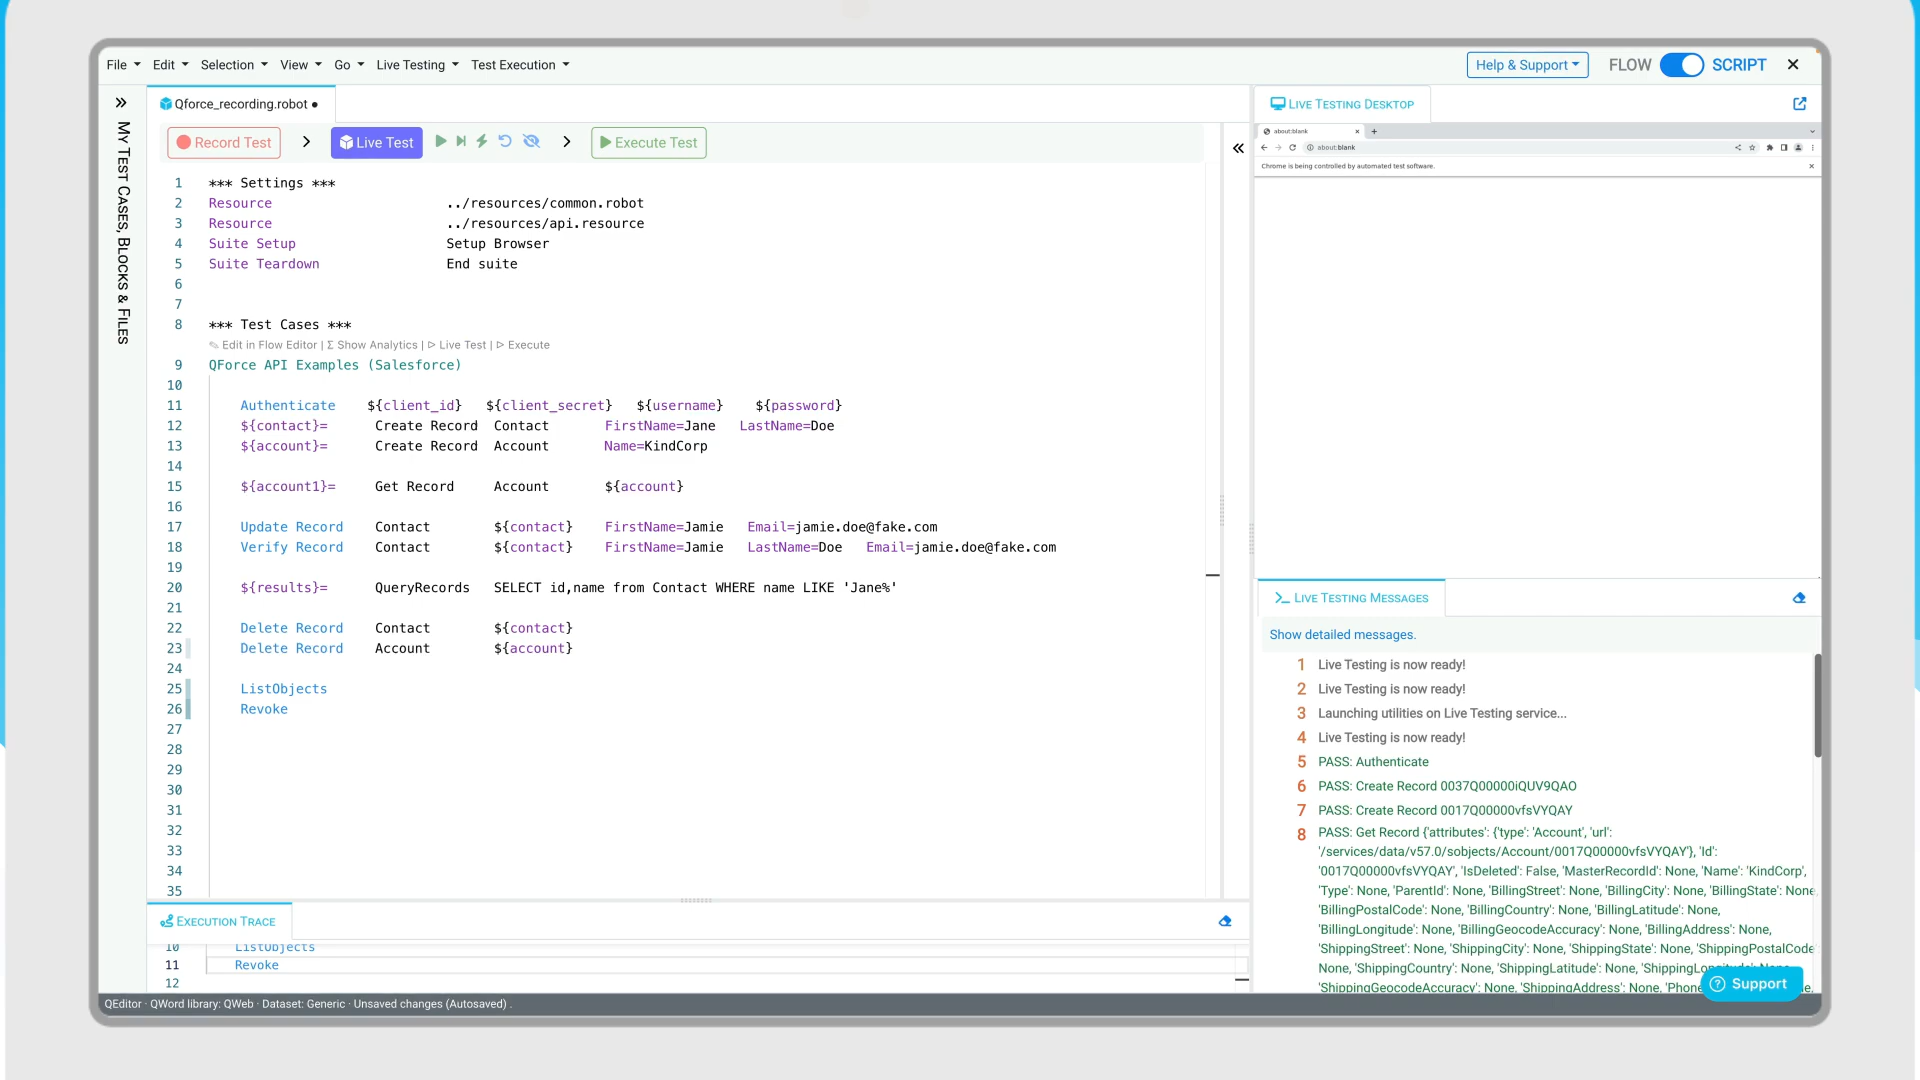 File Edit Selection View Go Live Testing Test Execution Help & Support FLOW SCRIPT
MY TEST CASES, BLOCKS & FILES
Qforce_recording.robot
Record Test Live Test Execute Test
1 *** Settings ***
2 Resource ../resources/common.robot
3 Resource ../resources/api.resource
4 Suite Setup Setup Browser
5 Suite Teardown End suite
6
7
8 *** Test Cases ***
Edit in Flow Editor | Σ Show Analytics | ▷ Live Test | ▷ Execute
9 QForce API Examples (Salesforce)
10
11 Authenticate ${client_id} ${client_secret} ${username} ${password}
12 ${contact}= Create Record Contact FirstName=Jane LastName=Doe
13 ${account}= Create Record Account Name=KindCorp
14
15 ${account1}= Get Record Account ${account}
16
17 Update Record Contact ${contact} FirstName=Jamie Email=jamie.doe@fake.com
18 Verify Record Contact ${contact} FirstName=Jamie LastName=Doe Email=jamie.doe@fake.com
19
20 ${results}= QueryRecords SELECT id,name from Contact WHERE name LIKE 'Jane%'
21
22 Delete Record Contact ${contact}
23 Delete Record Account ${account}
24
25 ListObjects
26 Revoke
27
28
29
30
31
32
33
34
35
EXECUTION TRACE
10 ListObjects
11 Revoke
12
LIVE TESTING DESKTOP
about:blank
about:blank
Chrome is being controlled by automated test software.
LIVE TESTING MESSAGES
Show detailed messages.
1 Live Testing is now ready!
2 Live Testing is now ready!
3 Launching utilities on Live Testing service...
4 Live Testing is now ready!
5 PASS: Authenticate
6 PASS: Create Record 0037Q00000iQUV9QAO
7 PASS: Create Record 0017Q00000vfsVYQAY
8 PASS: Get Record {'attributes': {'type': 'Account', 'url':
'/services/data/v57.0/sobjects/Account/0017Q00000vfsVYQAY'}, 'Id':
'0017Q00000vfsVYQAY', 'IsDeleted': False, 'MasterRecordId': None, 'Name': 'KindCorp',
'Type': None, 'ParentId': None, 'BillingStreet': None, 'BillingCity': None, 'BillingState': None,
'BillingPostalCode': None, 'BillingCountry': None, 'BillingLatitude': None,
'BillingLongitude': None, 'BillingGeocodeAccuracy': None, 'BillingAddress': None,
'ShippingStreet': None, 'ShippingCity': None, 'ShippingState': None, 'ShippingPostalCode'
None, 'ShippingCountry': None, 'ShippingLatitude': None,
'ShippingGeocodeAccuracy': None, 'ShippingAddress': None,
Support
QEditor · QWord library: QWeb · Dataset: Generic · Unsaved changes (Autosaved) .